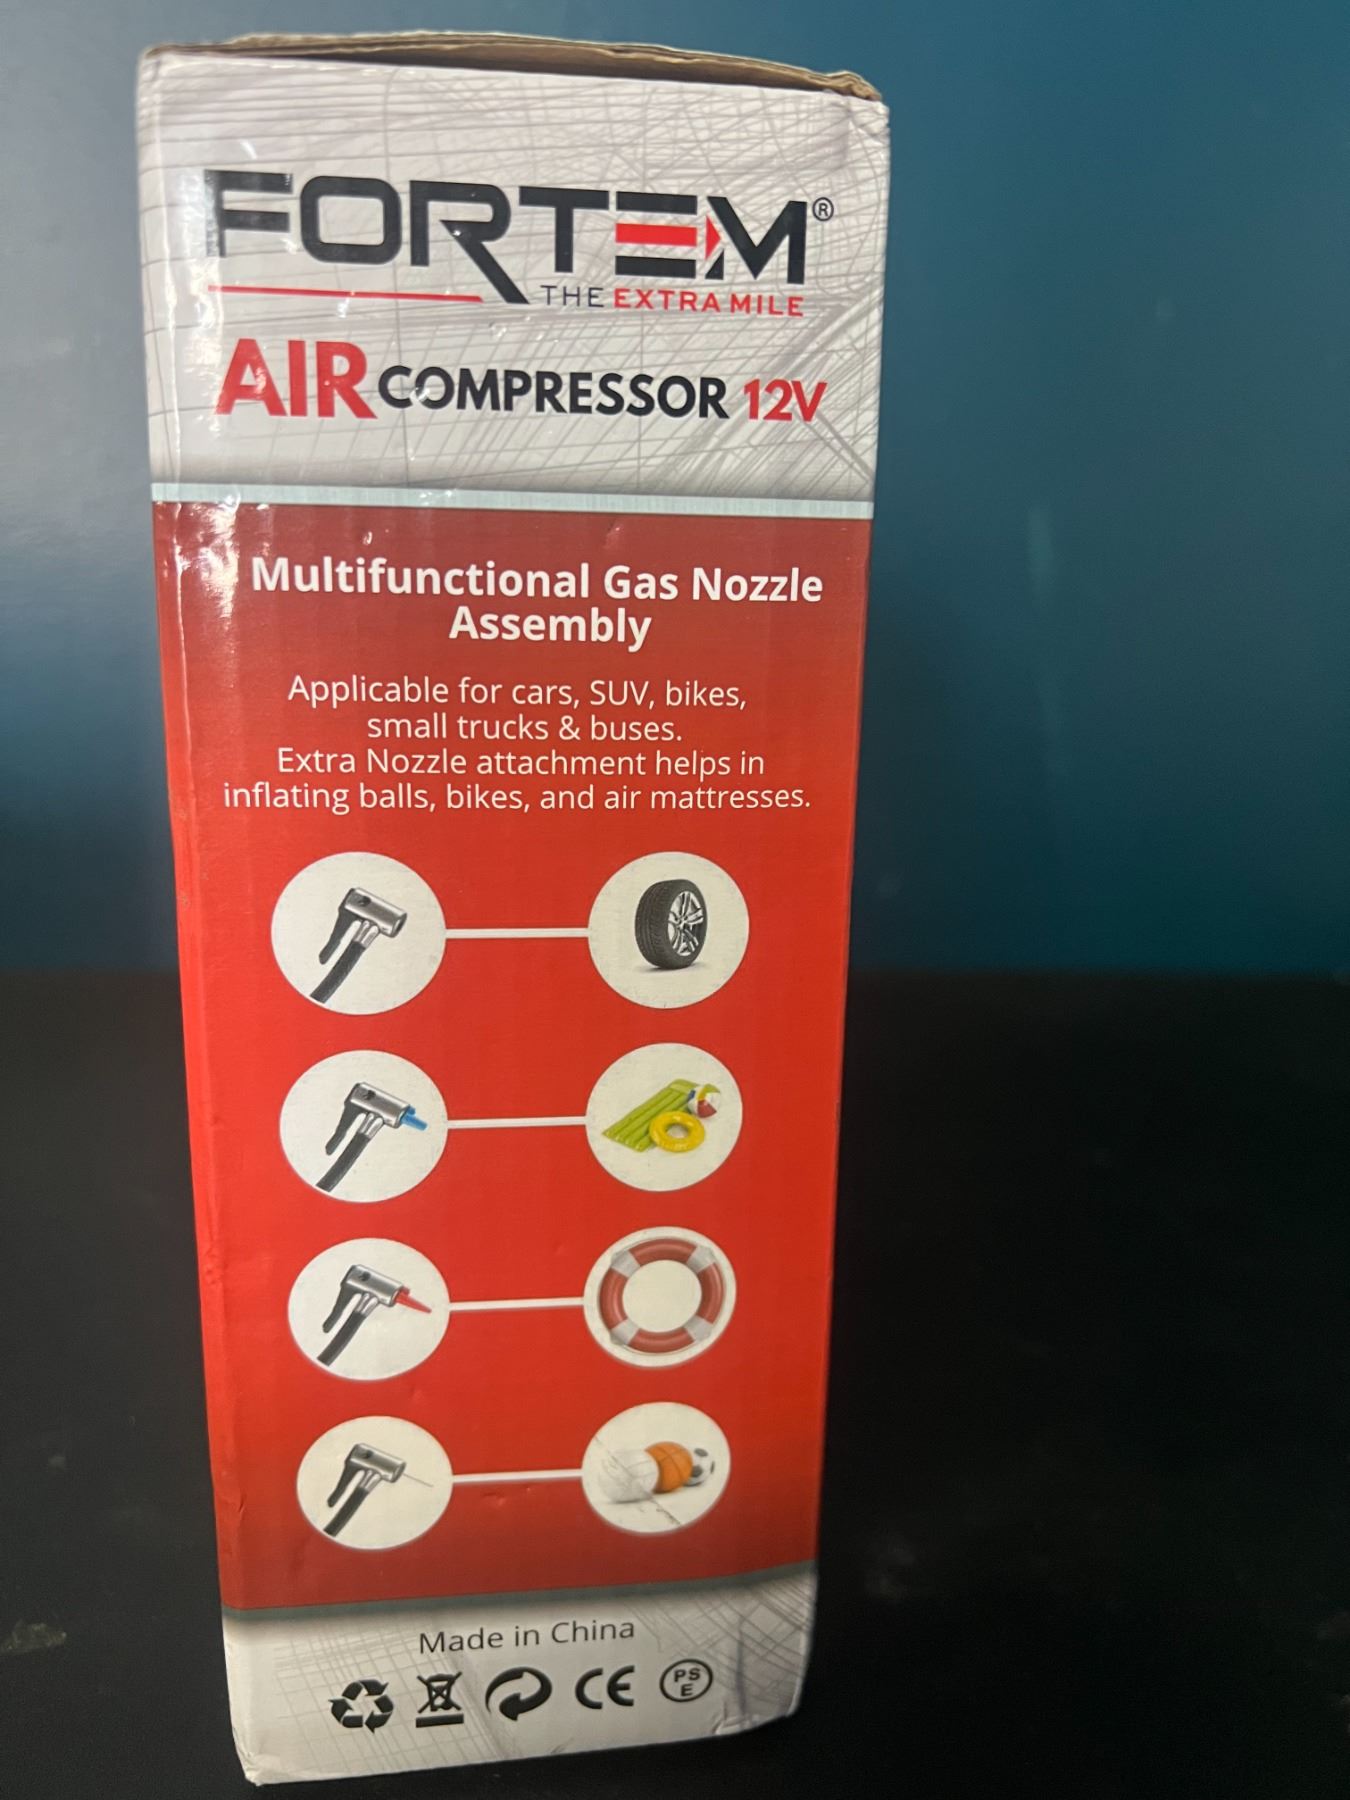 FORTEM®
THE EXTRA MILE
AIR COMPRESSOR 12V
Multifunctional Gas Nozzle
Assembly
Applicable for cars, SUV, bikes,
small trucks & buses.
Extra Nozzle attachment helps in
inflating balls, bikes, and air mattresses.
Made in China
CE
PS
E